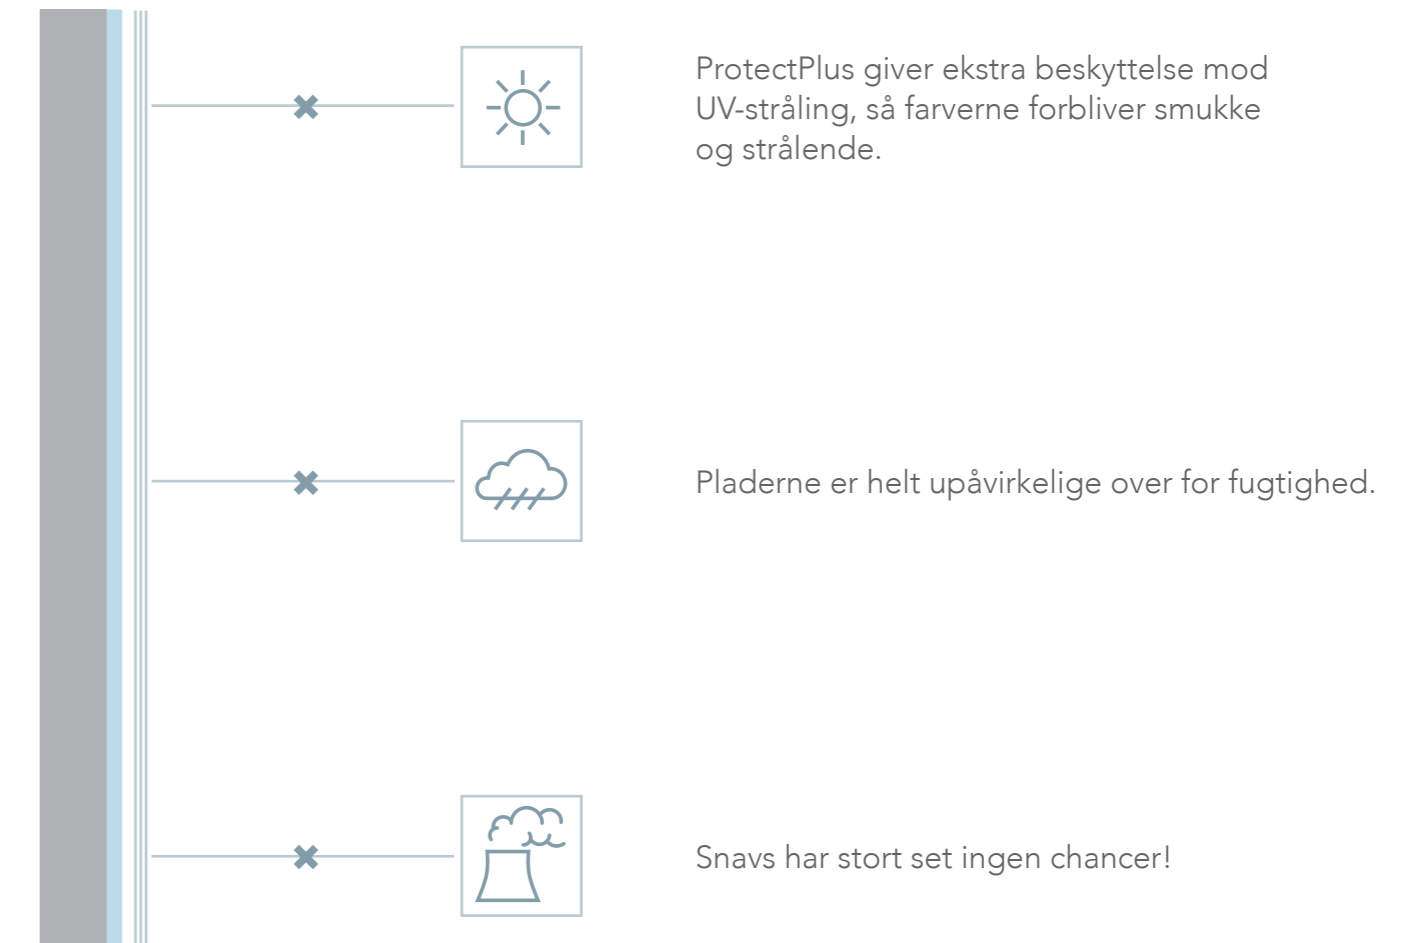 ProtectPlus giver ekstra beskyttelse mod
UV-stråling, så farverne forbliver smukke
og strålende.
Pladerne er helt upåvirkelige over for fugtighed.
Snavs har stort set ingen chancer!